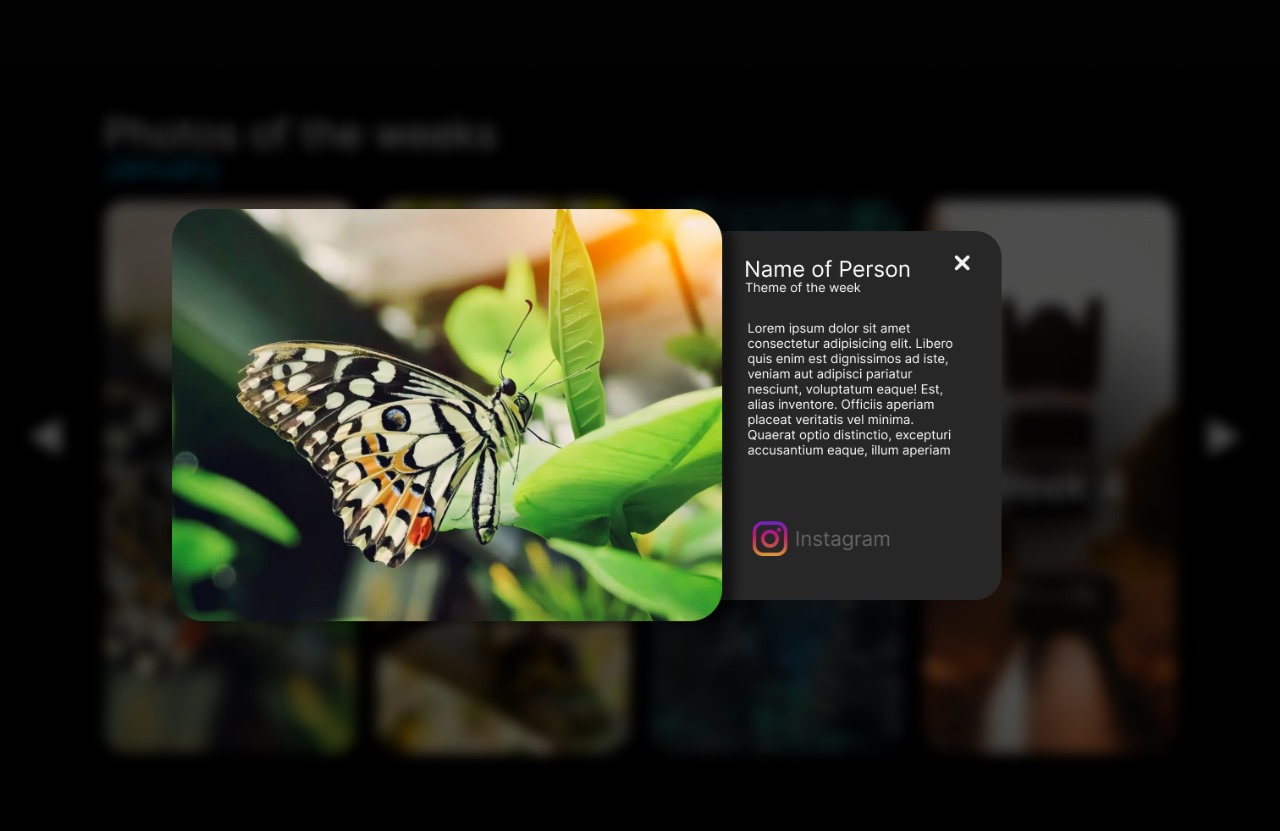 Photos of the weeks
January
Name of Person
Theme of the week
Lorem ipsum dolor sit amet
consectetur adipisicing elit. Libero
quis enim est dignissimos ad iste,
veniam aut adipisci pariatur
nesciunt, voluptatum eaque! Est,
alias inventore. Officiis aperiam
placeat veritatis vel minima.
Quaerat optio distinctio, excepturi
accusantium eaque, illum aperiam
Instagram